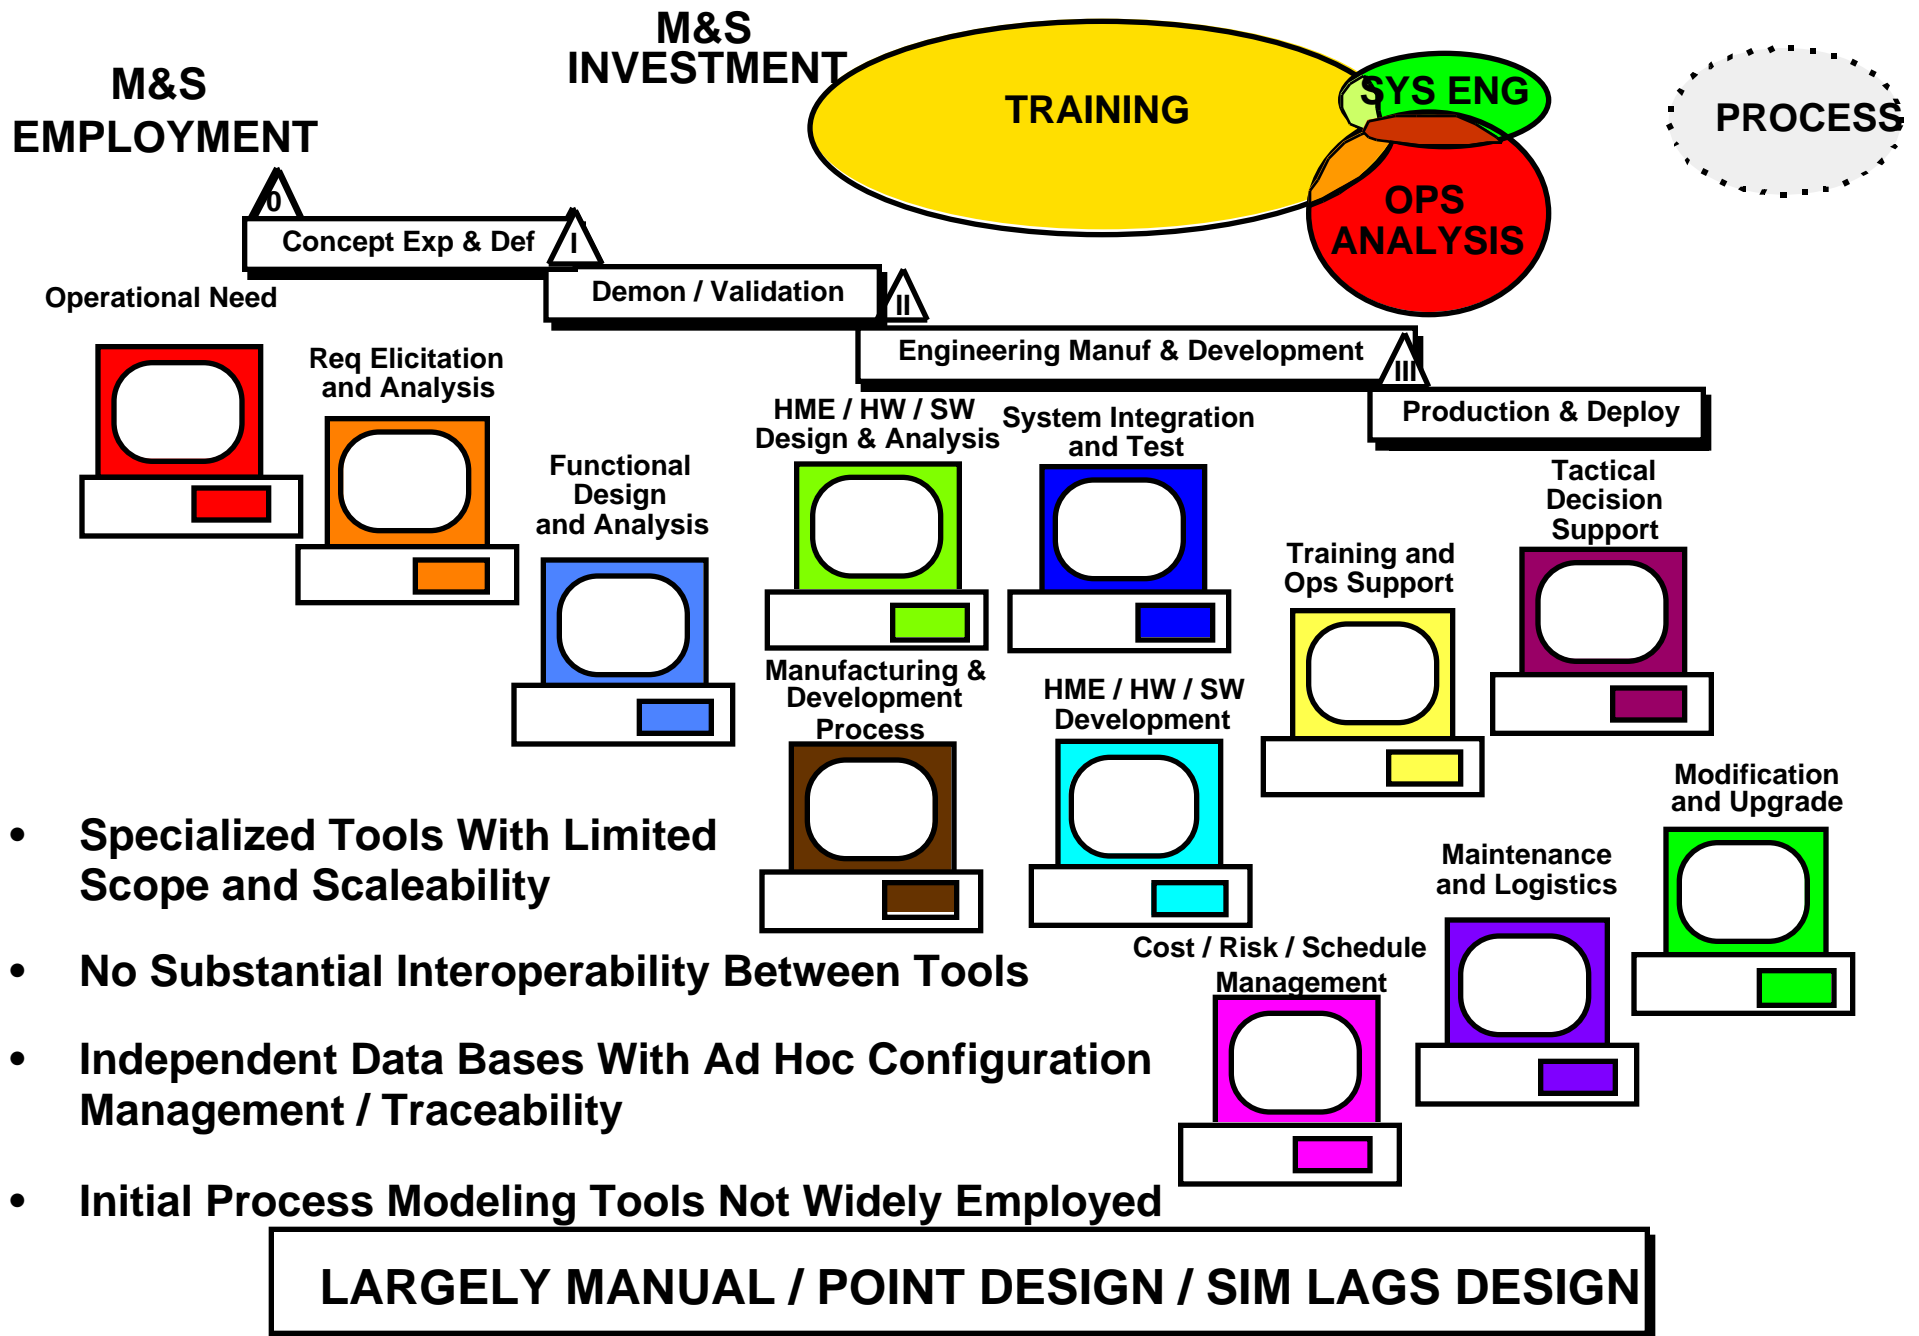 M&S
INVESTMENT
M&S
EMPLOYMENT
TRAINING
SYS ENG
PROCESS
OPS
ANALYSIS
0
Concept Exp & Def
I
Demon / Validation
II
Engineering Manuf & Development
III
Production & Deploy
Operational Need
Req Elicitation
and Analysis
Functional
Design
and Analysis
HME / HW / SW
Design & Analysis
System Integration
and Test
Tactical
Decision
Support
Training and
Ops Support
Manufacturing &
Development
Process
HME / HW / SW
Development
Modification
and Upgrade
Maintenance
and Logistics
Cost / Risk / Schedule
Management
• Specialized Tools With Limited
Scope and Scaleability
• No Substantial Interoperability Between Tools
• Independent Data Bases With Ad Hoc Configuration
Management / Traceability
• Initial Process Modeling Tools Not Widely Employed
LARGELY MANUAL / POINT DESIGN / SIM LAGS DESIGN